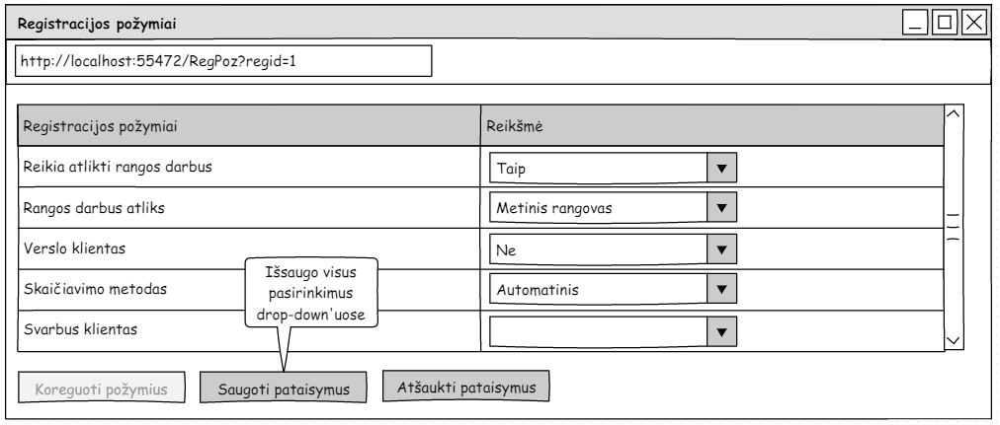 Registracijos požymiai
http://localhost:55472/RegPoz?regid=1
Registracijos požymiai Reikšmė
Reikia atlikti rangos darbus Taip
Rangos darbus atliks Metinis rangovas
Verslo klientas Ne
Skaičiavimo metodas Automatinis
Svarbus klientas
Išsaugo visus
pasirinkimus
drop-down'uose
Koreguoti požymius Saugoti pataisymus Atšaukti pataisymus